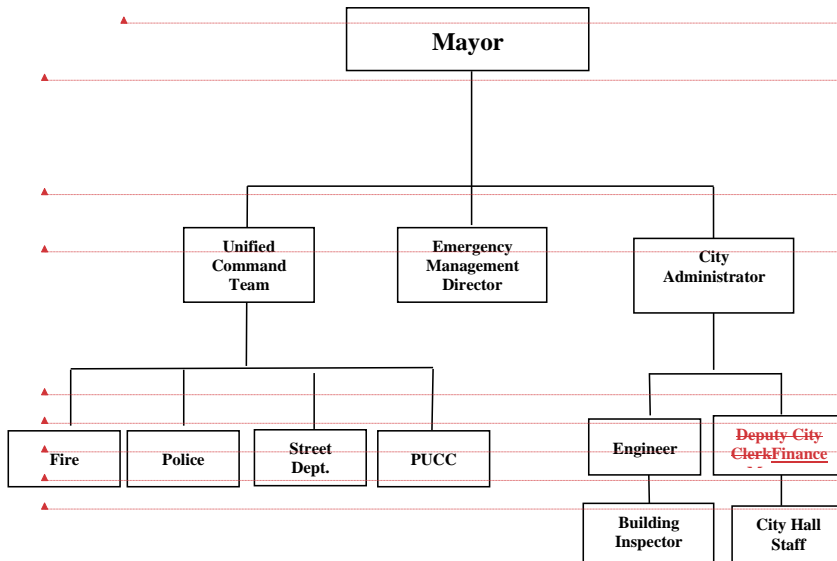 Mayor
Unified
Command
Team
Emergency
Management
Director
City
Administrator
Fire
Police
Street
Dept.
PUCC
Engineer
Deputy City
ClerkFinance
Building
Inspector
City Hall
Staff